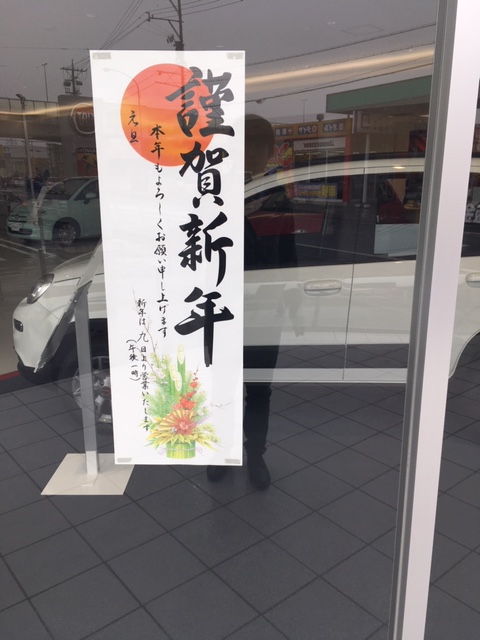 謹賀新年
本年もよろしくお願い申し上げます
元旦
新年は、九日より営業いたします
(午後一時)